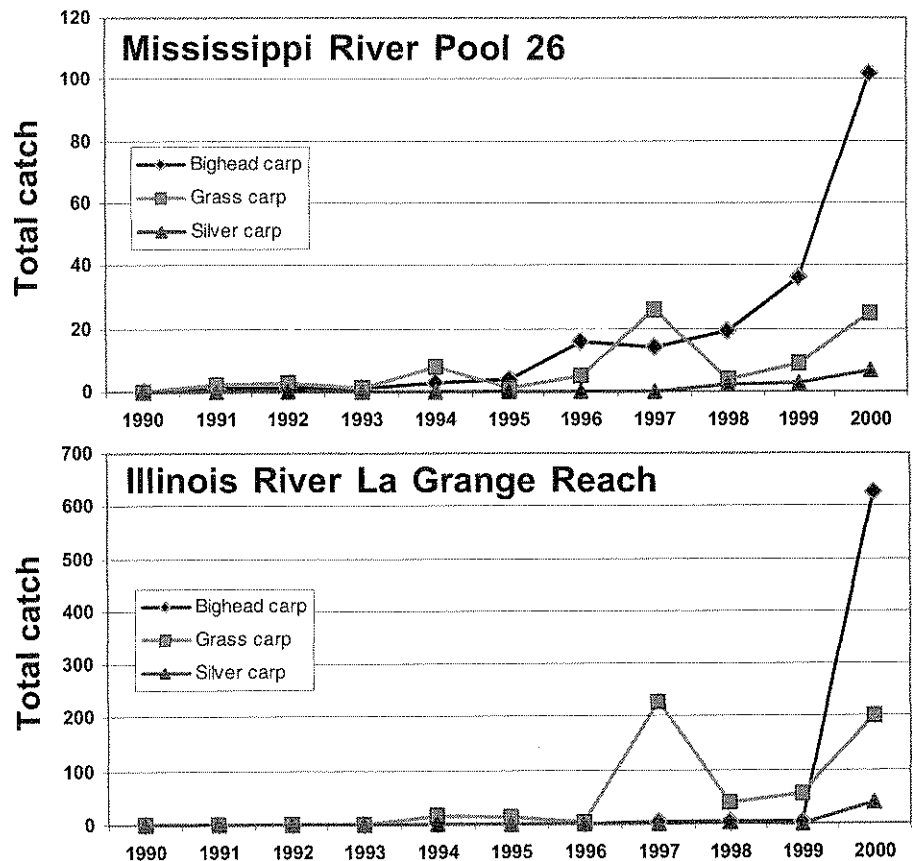 Mississippi River Pool 26
Total catch
120
100
80
60
40
20
0
Bighead carp
Grass carp
Silver carp
1990 1991 1992 1993 1994 1995 1996 1997 1998 1999 2000
Illinois River La Grange Reach
Total catch
700
600
500
400
300
200
100
0
Bighead carp
Grass carp
Silver carp
1990 1991 1992 1993 1994 1995 1996 1997 1998 1999 2000